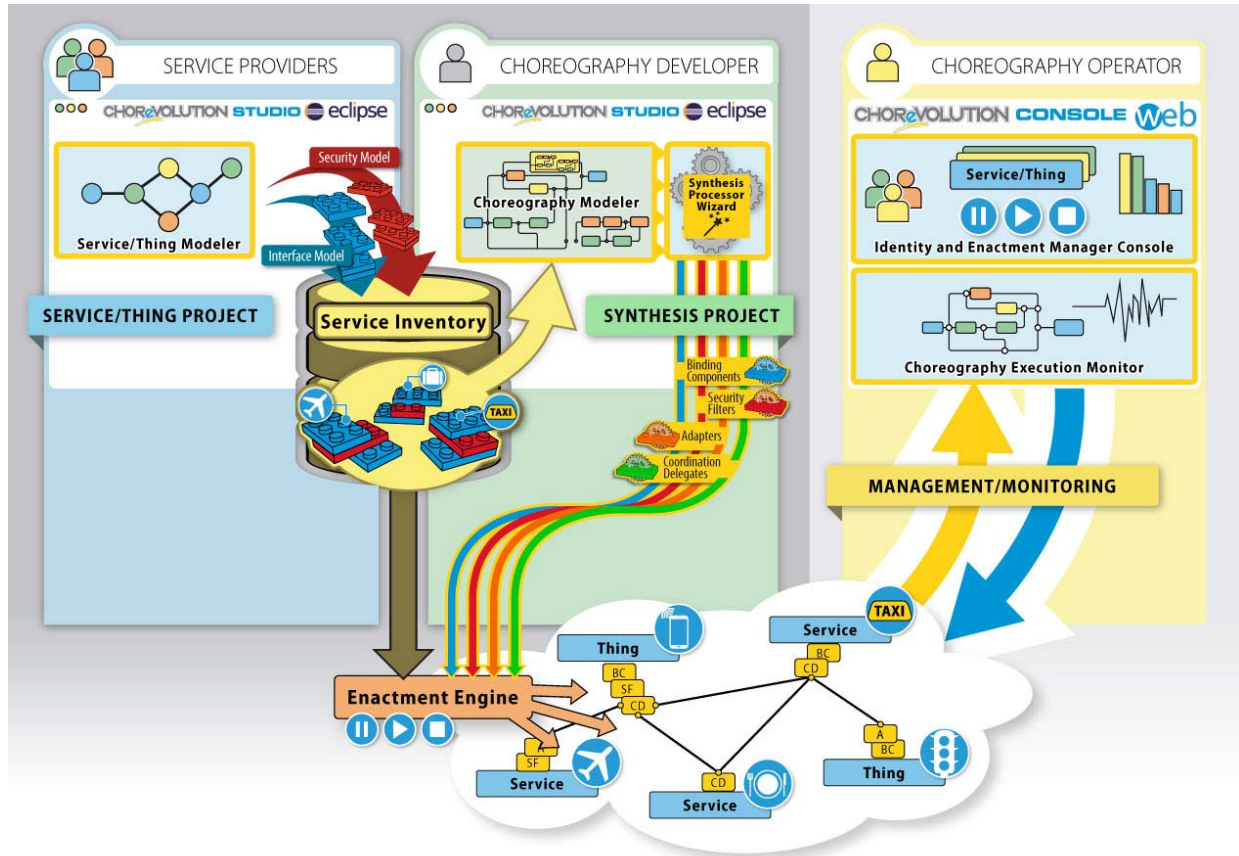 SERVICE PROVIDERS
CHOReVOLUTION STUDIO eclipse
Service/Thing Modeler
Security Model
Interface Model
SERVICE/THING PROJECT
Service Inventory
TAXI
CHOREOGRAPHY DEVELOPER
CHOReVOLUTION STUDIO eclipse
Choreography Modeler
Synthesis
Processor
Wizard
SYNTHESIS PROJECT
Binding
Components
Security
Filters
Adapters
Coordination
Delegates
CHOREOGRAPHY OPERATOR
CHOReVOLUTION CONSOLE web
Service/Thing
Identity and Enactment Manager Console
Choreography Execution Monitor
MANAGEMENT/MONITORING
Enactment Engine
Thing
BC
SF
CD
Service
TAXI
BC
CD
A
SF
Service
CD
Service
A
BC
Thing